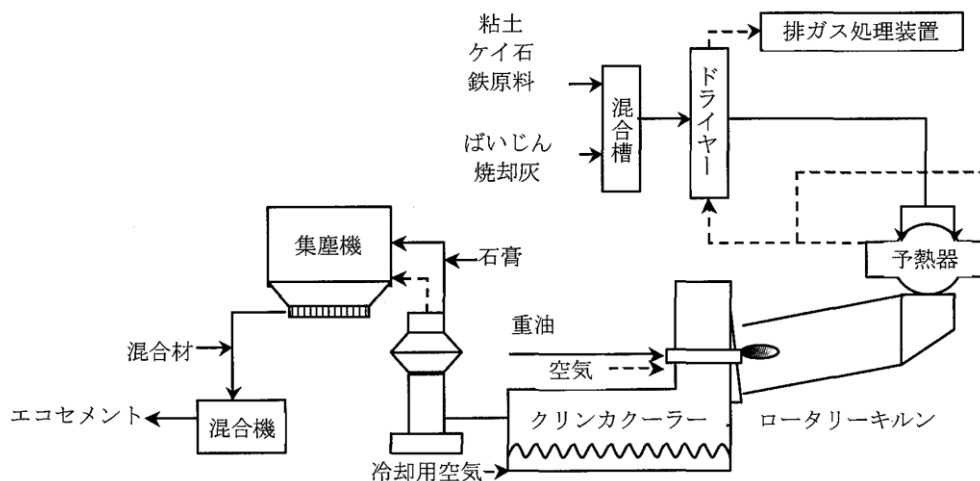 粘土
ケイ石
鉄原料
ばいじん
焼却灰
混合槽
ドライヤー
排ガス処理装置
予熱器
集塵機
石膏
重油
空気
混合材
エコセメント
混合機
クリンカクーラー
ロータリーキルン
冷却用空気